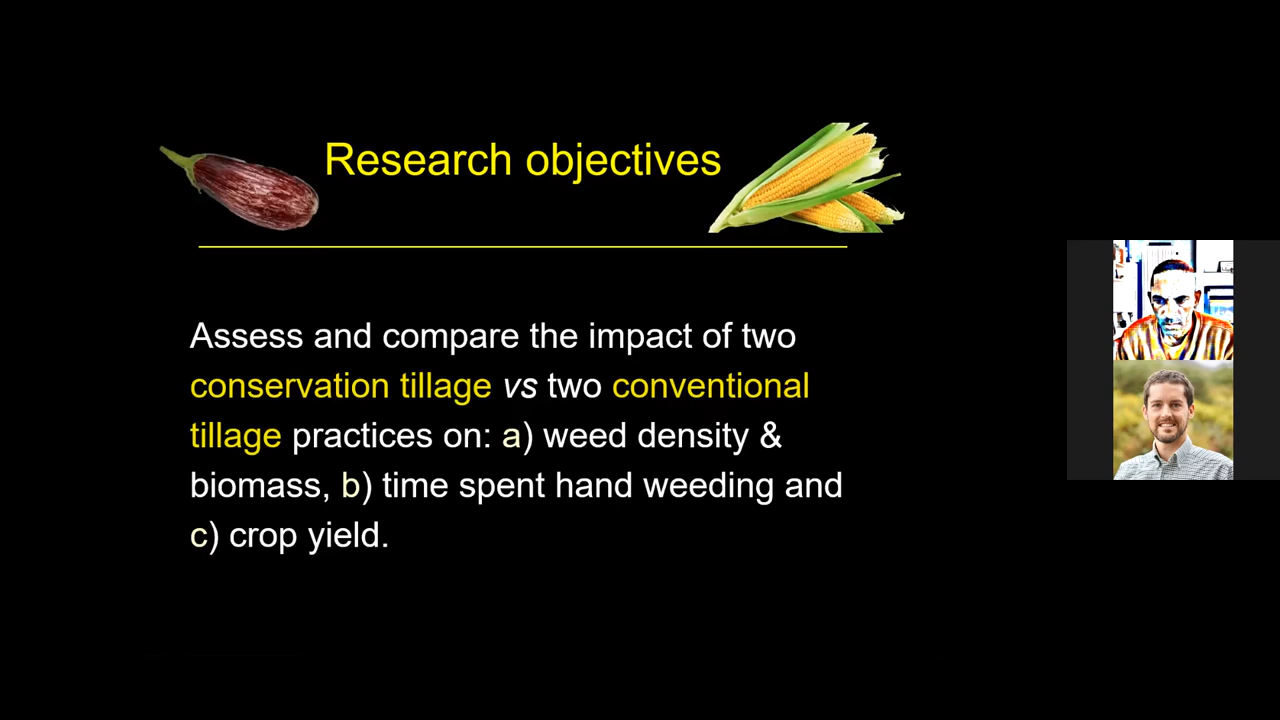 Research objectives
Assess and compare the impact of two
conservation tillage vs two conventional
tillage practices on: a) weed density &
biomass, b) time spent hand weeding and
c) crop yield.